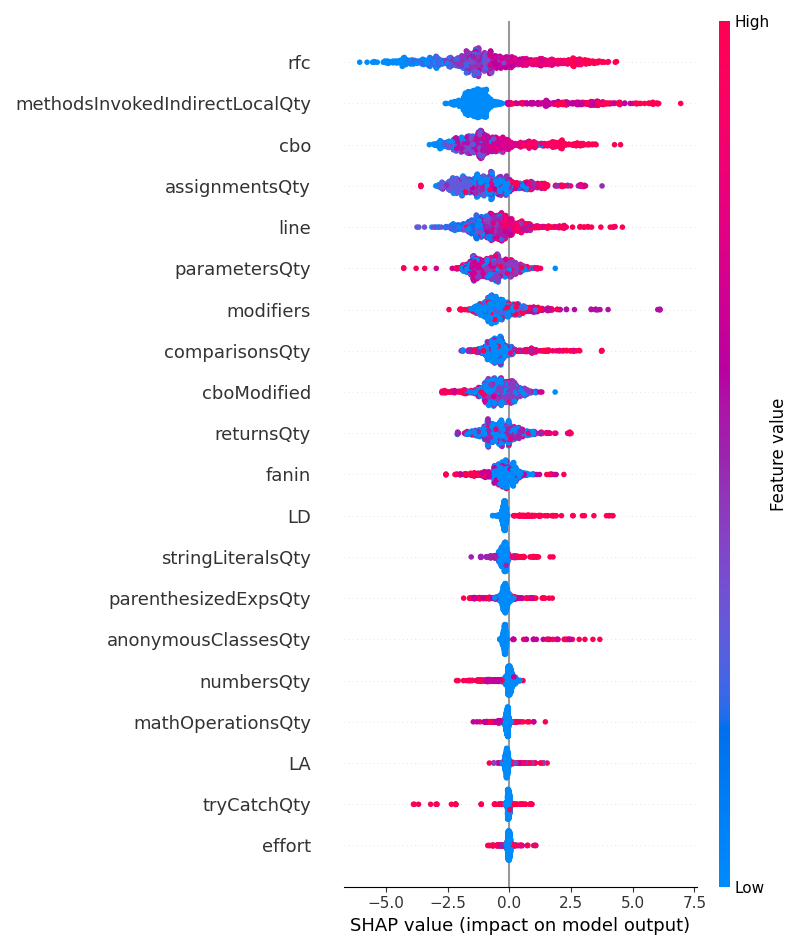 High
rfc
methodsInvokedIndirectLocalQty
cbo
assignmentsQty
line
parametersQty
modifiers
comparisonsQty
cboModified
returnsQty
fanin
LD
stringLiteralsQty
parenthesizedExpsQty
anonymousClassesQty
numbersQty
mathOperationsQty
LA
tryCatchQty
effort
Feature value
Low
−5.0 −2.5 0.0 2.5 5.0 7.5
SHAP value (impact on model output)